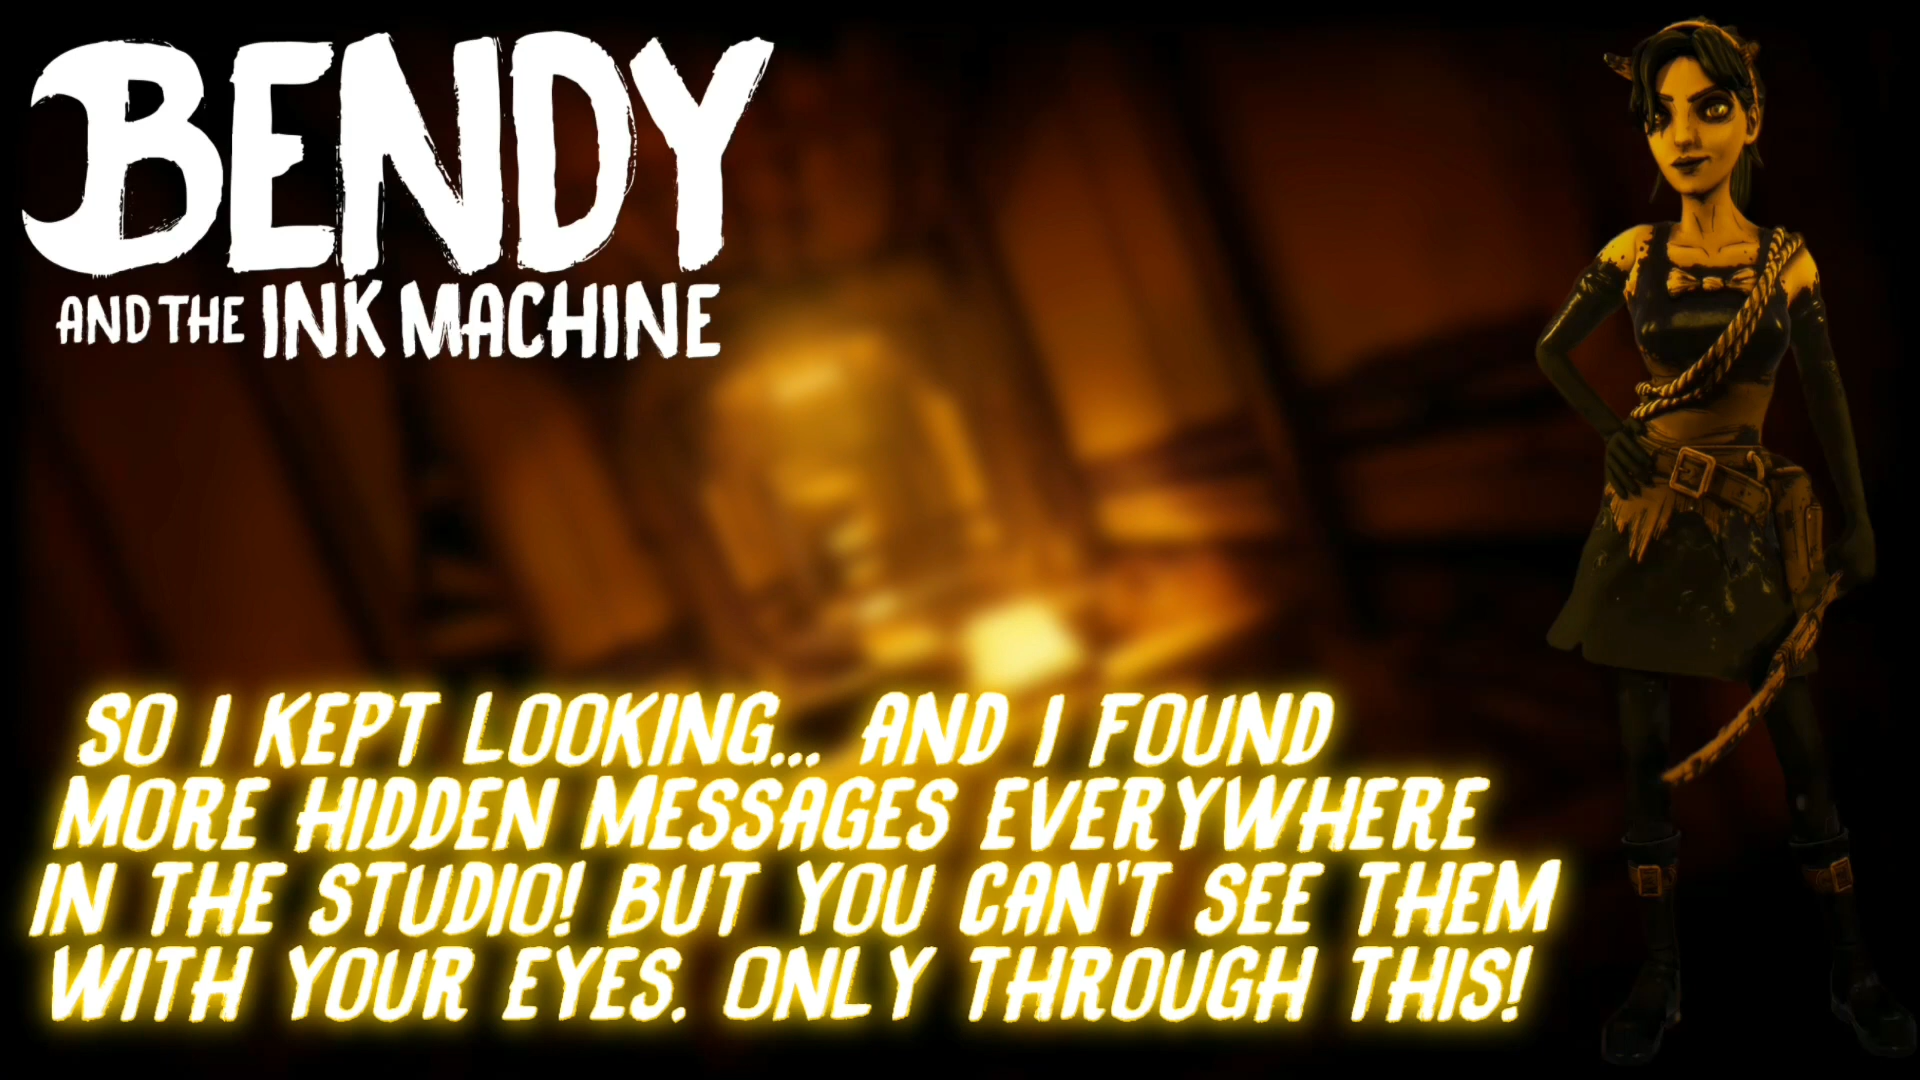 BENDY
AND THE INK MACHINE
SO I KEPT LOOKING... AND I FOUND
MORE HIDDEN MESSAGES EVERYWHERE
IN THE STUDIO! BUT YOU CAN'T SEE THEM
WITH YOUR EYES. ONLY THROUGH THIS!